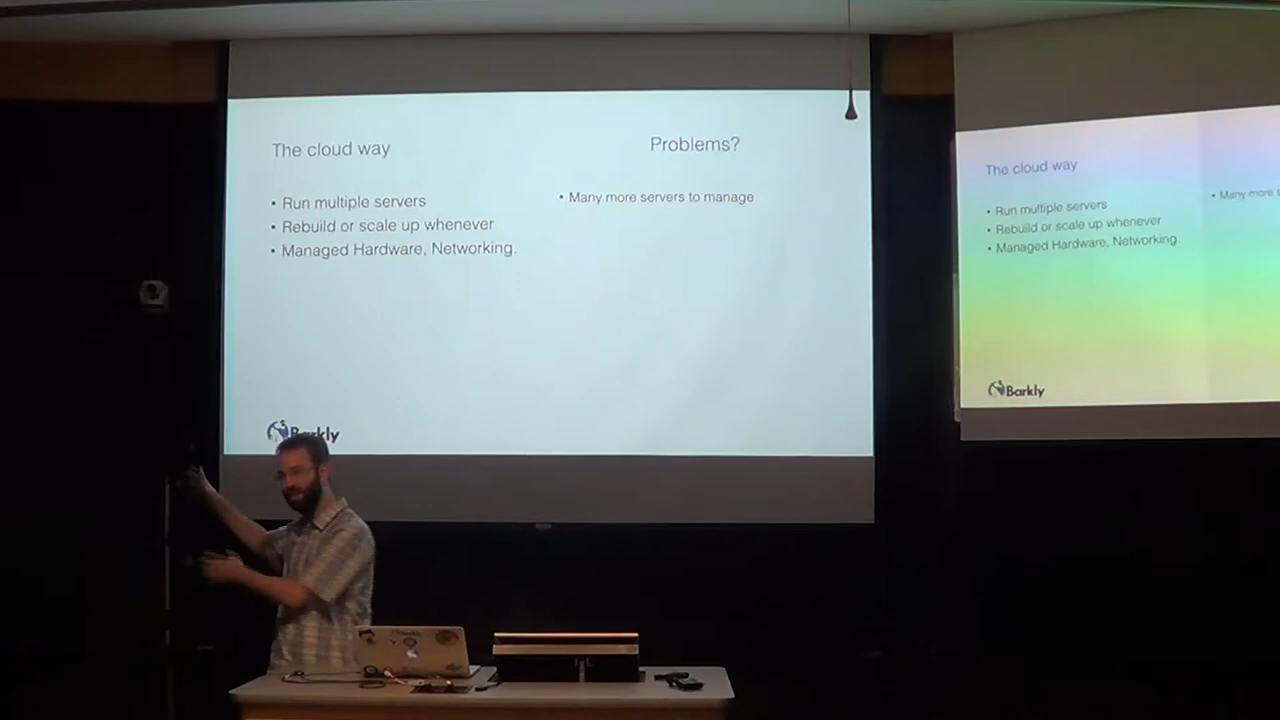 The cloud way
• Run multiple servers
• Rebuild or scale up whenever
• Managed Hardware, Networking.
Problems?
• Many more servers to manage
Barkly
The cloud way
• Run multiple servers
• Rebuild or scale up whenever
• Managed Hardware, Networking.
• Many more
Barkly